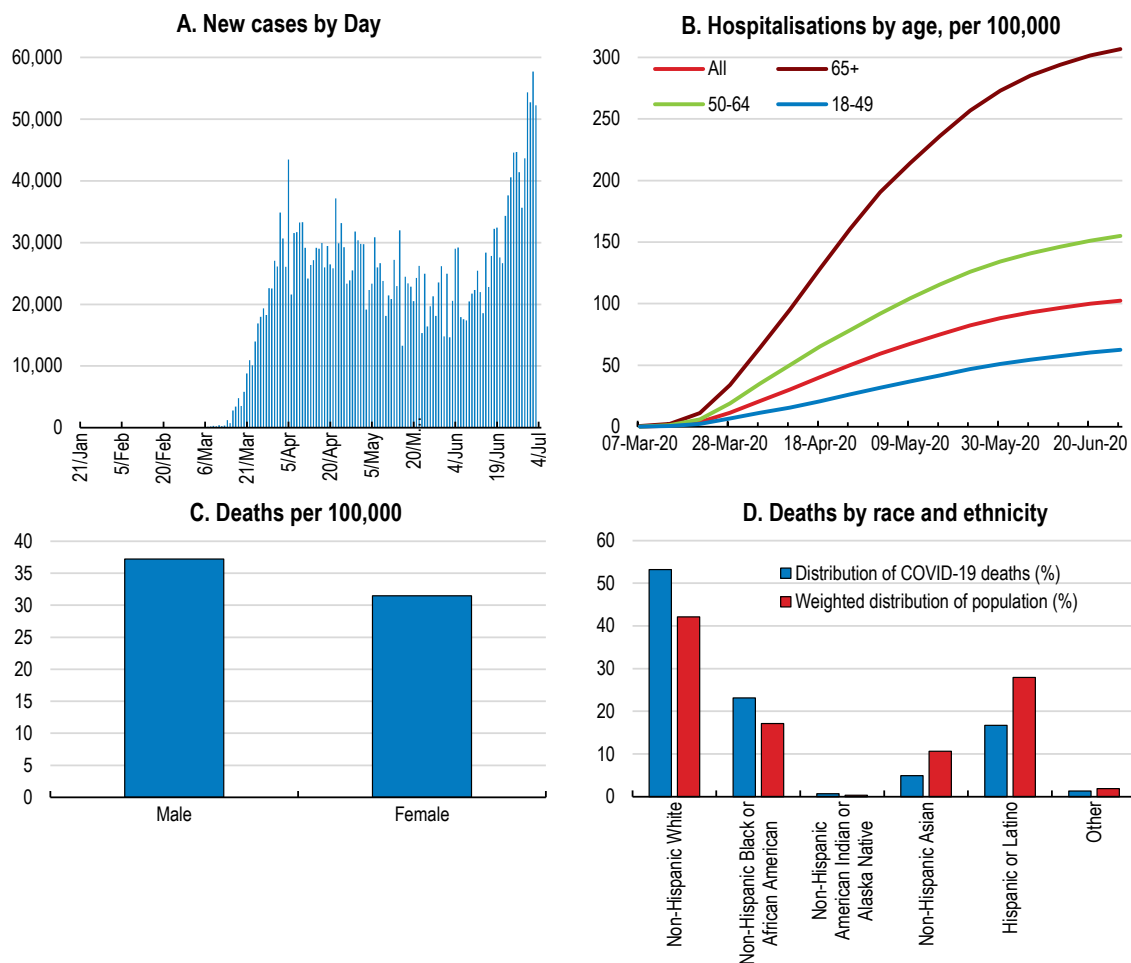 A. New cases by Day
60,000
50,000
40,000
30,000
20,000
10,000
0
21/Jan
5/Feb
20/Feb
6/Mar
21/Mar
5/Apr
20/Apr
5/May
20/M...
4/Jun
19/Jun
4/Jul
B. Hospitalisations by age, per 100,000
All
65+
50-64
18-49
300
250
200
150
100
50
0
07-Mar-20
28-Mar-20
18-Apr-20
09-May-20
30-May-20
20-Jun-20
C. Deaths per 100,000
40
35
30
25
20
15
10
5
0
Male
Female
D. Deaths by race and ethnicity
Distribution of COVID-19 deaths (%)
Weighted distribution of population (%)
60
50
40
30
20
10
0
Non-Hispanic White
Non-Hispanic Black or
African American
Non-Hispanic
American Indian or
Alaska Native
Non-Hispanic Asian
Hispanic or Latino
Other